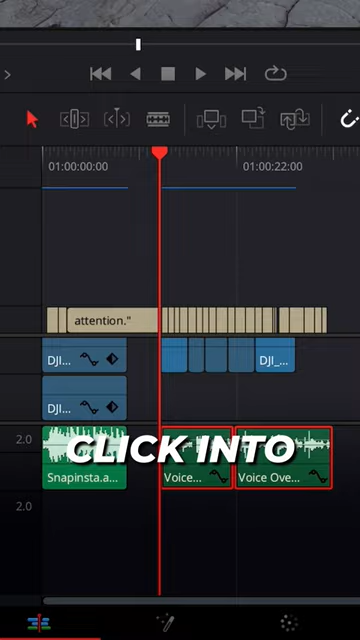 01:00:00:00 01:00:22:00
attention."
DJI... DJI_...
DJI...
2.0
CLICK INTO
Snapinsta.a... Voice... Voice Ove...
2.0